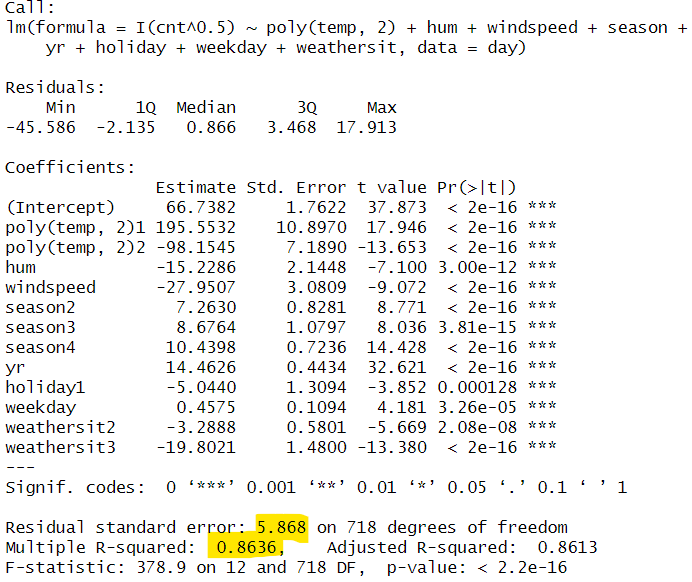 Call:
lm(formula = I(cnt^0.5) ~ poly(temp, 2) + hum + windspeed + season +
    yr + holiday + weekday + weathersit, data = day)
Residuals:
    Min      1Q  Median      3Q     Max
-45.586  -2.135   0.866   3.468  17.913
Coefficients:
               Estimate Std. Error t value Pr(>|t|)
(Intercept)     66.7382     1.7622  37.873  < 2e-16 ***
poly(temp, 2)1 195.5532    10.8970  17.946  < 2e-16 ***
poly(temp, 2)2 -98.1545     7.1890 -13.653  < 2e-16 ***
hum            -15.2286     2.1448  -7.100 3.00e-12 ***
windspeed      -27.9507     3.0809  -9.072  < 2e-16 ***
season2          7.2630     0.8281   8.771  < 2e-16 ***
season3          8.6764     1.0797   8.036 3.81e-15 ***
season4         10.4398     0.7236  14.428  < 2e-16 ***
yr              14.4626     0.4434  32.621  < 2e-16 ***
holiday1        -5.0440     1.3094  -3.852 0.000128 ***
weekday          0.4575     0.1094   4.181 3.26e-05 ***
weathersit2     -3.2888     0.5801  -5.669 2.08e-08 ***
weathersit3    -19.8021     1.4800 -13.380  < 2e-16 ***
---
Signif. codes:  0 ‘***’ 0.001 ‘**’ 0.01 ‘*’ 0.05 ‘.’ 0.1 ‘ ’ 1
Residual standard error: 5.868 on 718 degrees of freedom
Multiple R-squared:  0.8636,    Adjusted R-squared:  0.8613
F-statistic: 378.9 on 12 and 718 DF,  p-value: < 2.2e-16